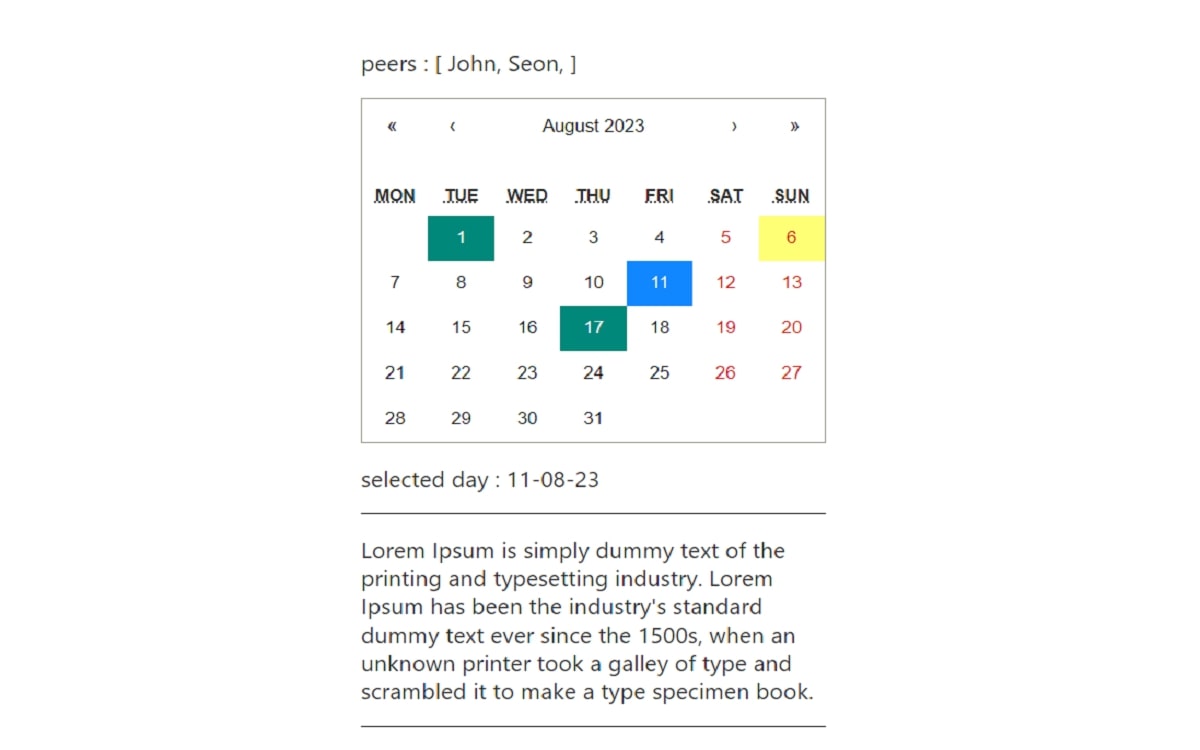 peers : [ John, Seon, ]
« ‹ August 2023 › »
MON TUE WED THU FRI SAT SUN
1 2 3 4 5 6
7 8 9 10 11 12 13
14 15 16 17 18 19 20
21 22 23 24 25 26 27
28 29 30 31
selected day : 11-08-23
Lorem Ipsum is simply dummy text of the
printing and typesetting industry. Lorem
Ipsum has been the industry's standard
dummy text ever since the 1500s, when an
unknown printer took a galley of type and
scrambled it to make a type specimen book.